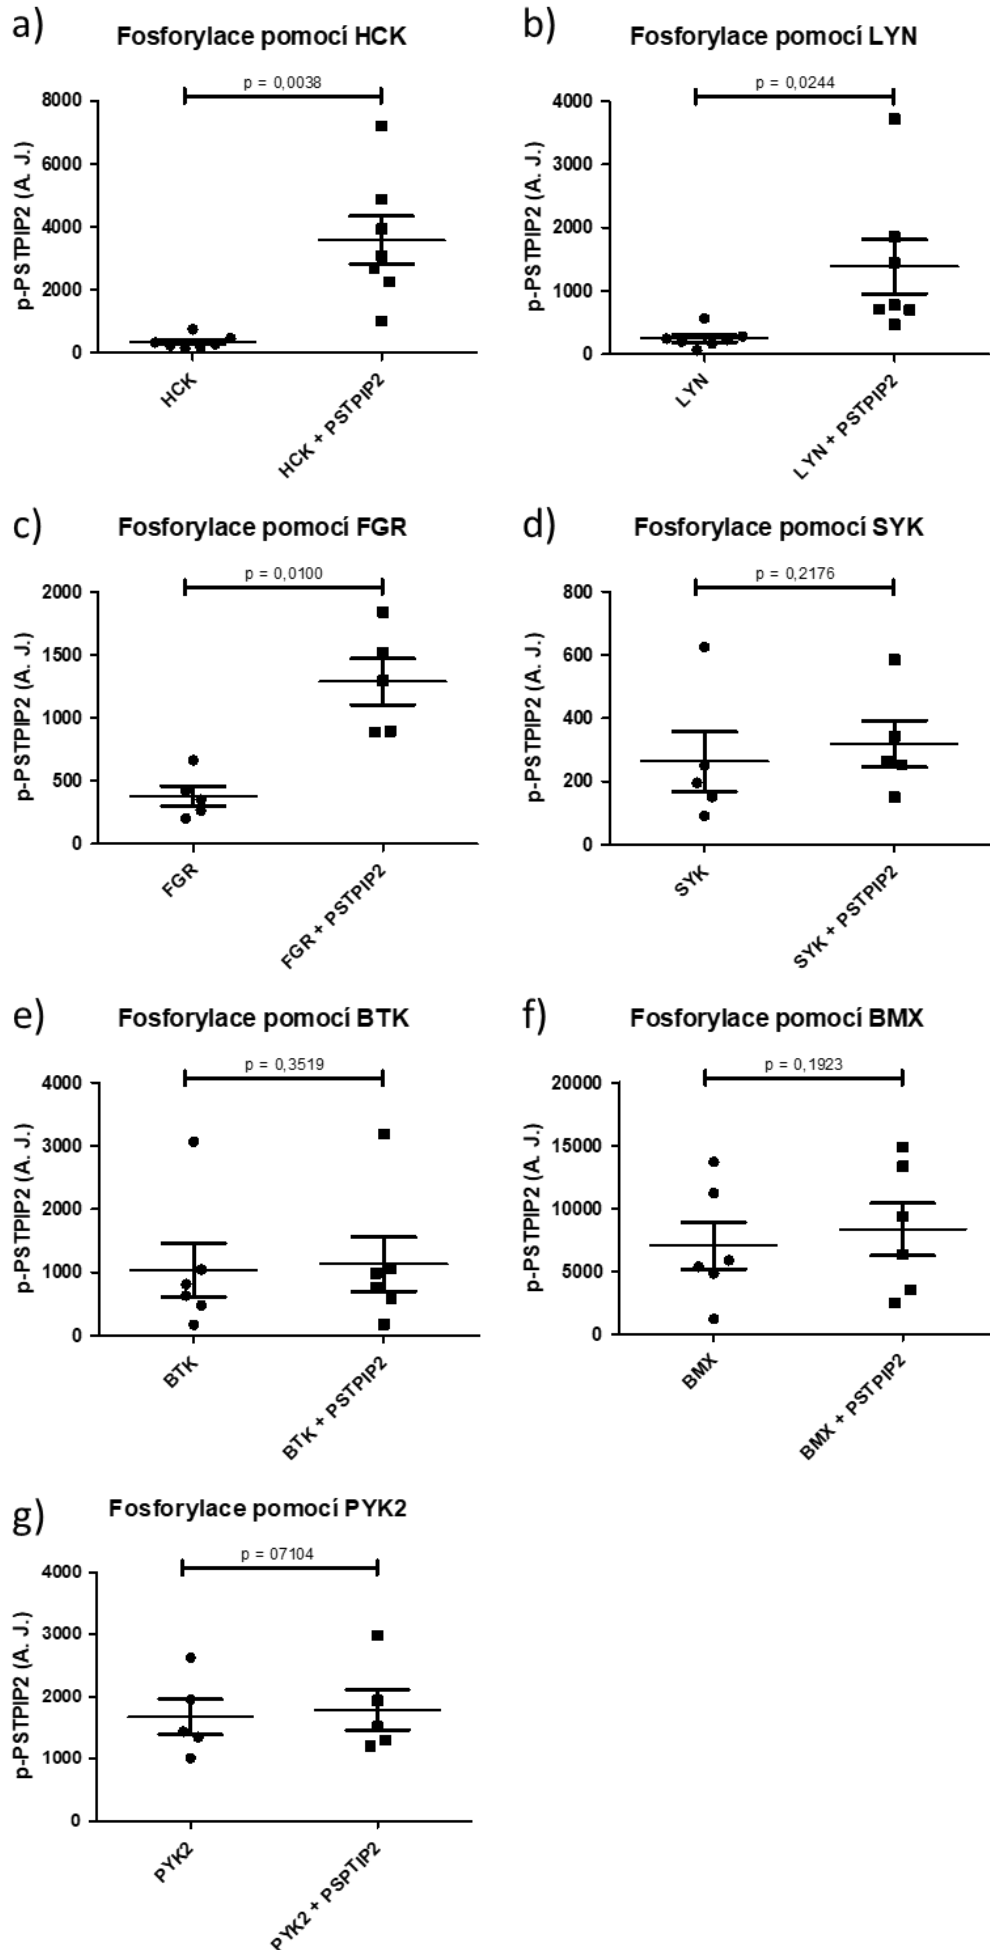 a)
Fosforylace pomocí HCK
p = 0,0038
p-PSTPIP2 (A. J.)
8000
6000
4000
2000
0
HCK
HCK + PSTPIP2
b)
Fosforylace pomocí LYN
p = 0,0244
p-PSTPIP2 (A. J.)
4000
3000
2000
1000
0
LYN
LYN + PSTPIP2
c)
Fosforylace pomocí FGR
p = 0,0100
p-PSTPIP2 (A. J.)
2000
1500
1000
500
0
FGR
FGR + PSTPIP2
d)
Fosforylace pomocí SYK
p = 0,2176
p-PSTPIP2 (A. J.)
800
600
400
200
0
SYK
SYK + PSTPIP2
e)
Fosforylace pomocí BTK
p = 0,3519
p-PSTPIP2 (A. J.)
4000
3000
2000
1000
0
BTK
BTK + PSTPIP2
f)
Fosforylace pomocí BMX
p = 0,1923
p-PSTPIP2 (A. J.)
20000
15000
10000
5000
0
BMX
BMX + PSTPIP2
g)
Fosforylace pomocí PYK2
p = 07104
p-PSTPIP2 (A. J.)
4000
3000
2000
1000
0
PYK2
PYK2 + PSPTIP2